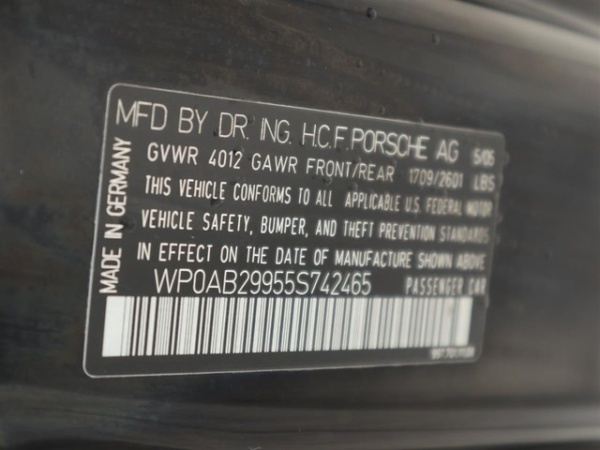 MFD BY DR. ING. H.C.F. PORSCHE AG 5/05
GVWR 4012 GAWR FRONT/REAR 1709/2601 LBS
THIS VEHICLE CONFORMS TO ALL APPLICABLE U.S. FEDERAL MOTOR
VEHICLE SAFETY, BUMPER, AND THEFT PREVENTION STANDARDS
IN EFFECT ON THE DATE OF MANUFACTURE SHOWN ABOVE
WP0AB29955S742465 PASSENGER CAR
MADE IN GERMANY